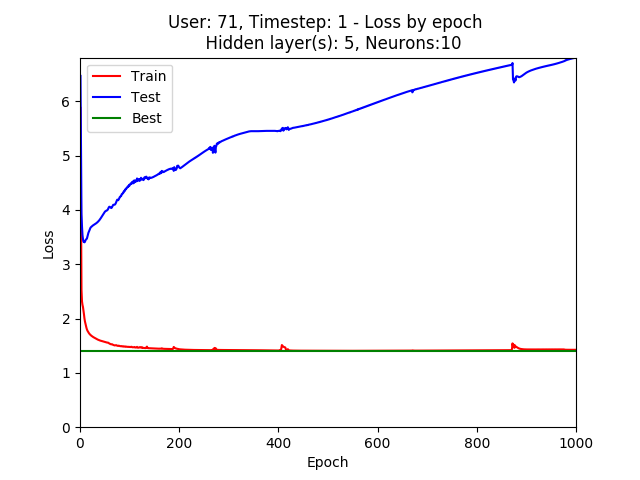 User: 71, Timestep: 1 - Loss by epoch
Hidden layer(s): 5, Neurons:10
Train
Test
Best
6
5
4
3
2
1
0
Loss
0 200 400 600 800 1000
Epoch